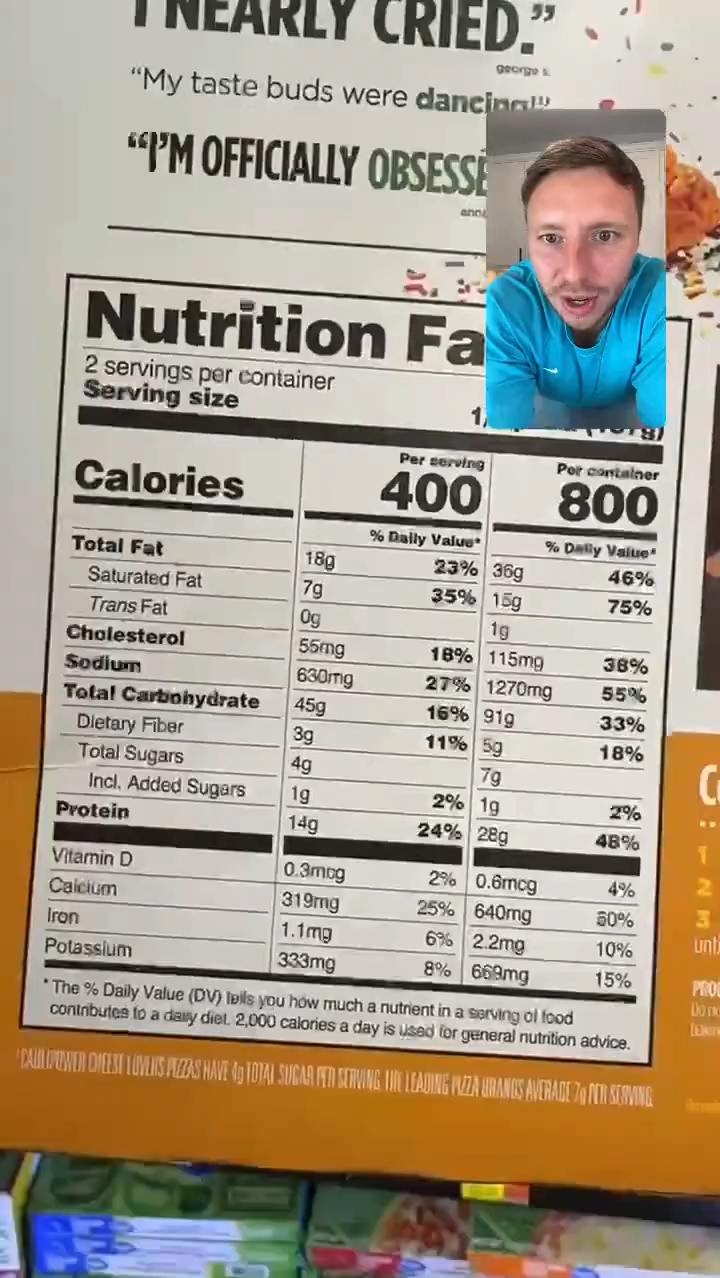 I NEARLY CRIED."
george s.
"My taste buds were dancing!"
"I'M OFFICIALLY OBSESSE
Nutrition Fa
2 servings per container
Serving size
Per serving Per container
Calories 400 800
% Daily Value* % Daily Value*
Total Fat 18g 23% 36g 46%
Saturated Fat 7g 35% 15g 75%
Trans Fat 0g 1g
Cholesterol 55mg 18% 115mg 38%
Sodium 630mg 27% 1270mg 55%
Total Carbohydrate 45g 16% 91g 33%
Dietary Fiber 3g 11% 5g 18%
Total Sugars 4g 7g
Incl. Added Sugars 1g 2% 1g 2%
Protein 14g 24% 28g 48%
Vitamin D 0.3mcg 2% 0.6mcg 4%
Calcium 319mg 25% 640mg 50%
Iron 1.1mg 6% 2.2mg 10%
Potassium 333mg 8% 669mg 15%
* The % Daily Value (DV) tells you how much a nutrient in a serving of food
contributes to a daily diet. 2,000 calories a day is used for general nutrition advice.
CAULIPOWER CHEESE LOVERS PIZZAS HAVE 4g TOTAL SUGAR PER SERVING. THE LEADING PIZZA BRANDS AVERAGE 7g PER SERVING.
1
2
3